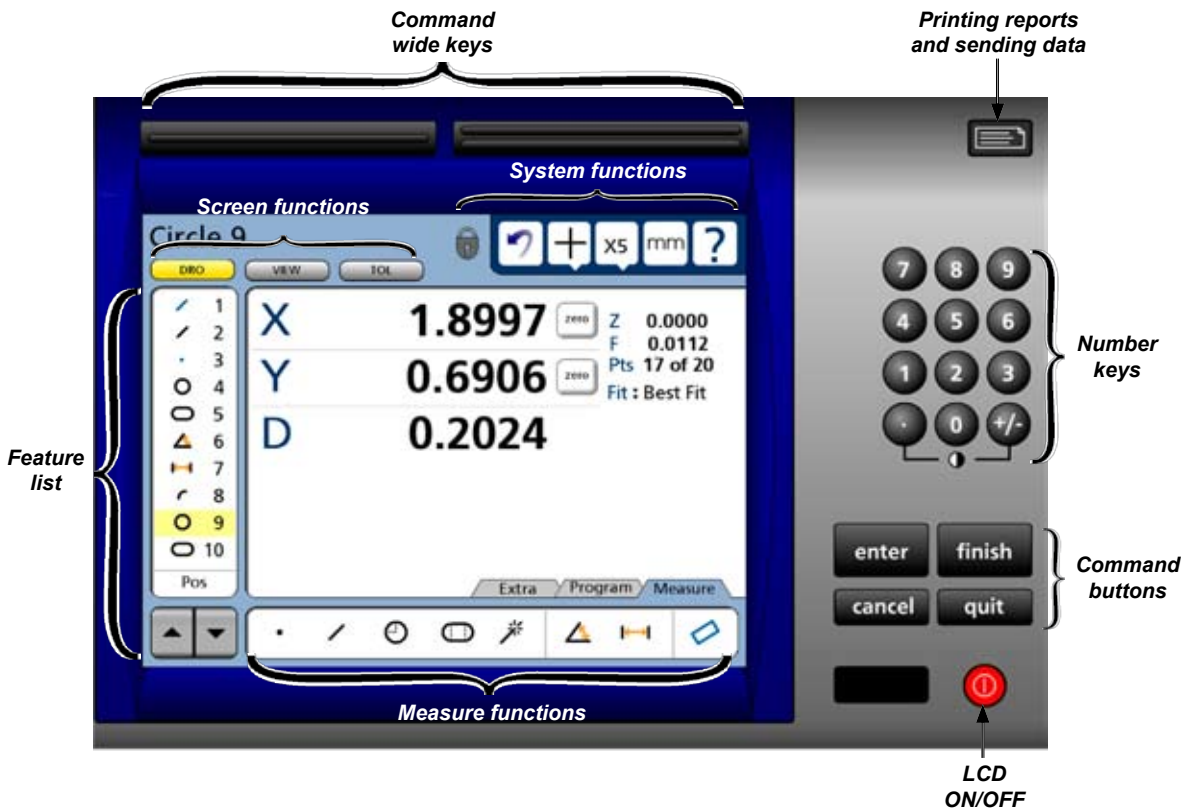 Command
wide keys
Printing reports
and sending data
System functions
Screen functions
Circle 9
X5
mm
?
DRO
VIEW
TOL
1
2
3
4
5
6
7
8
9
10
Pos
X 1.8997 zero
Y 0.6906 zero
D 0.2024
Z 0.0000
F 0.0112
Pts 17 of 20
Fit : Best Fit
Extra
Program
Measure
Feature
list
Measure functions
7 8 9
4 5 6
1 2 3
. 0 +/-
Number
keys
enter
finish
cancel
quit
Command
buttons
LCD
ON/OFF